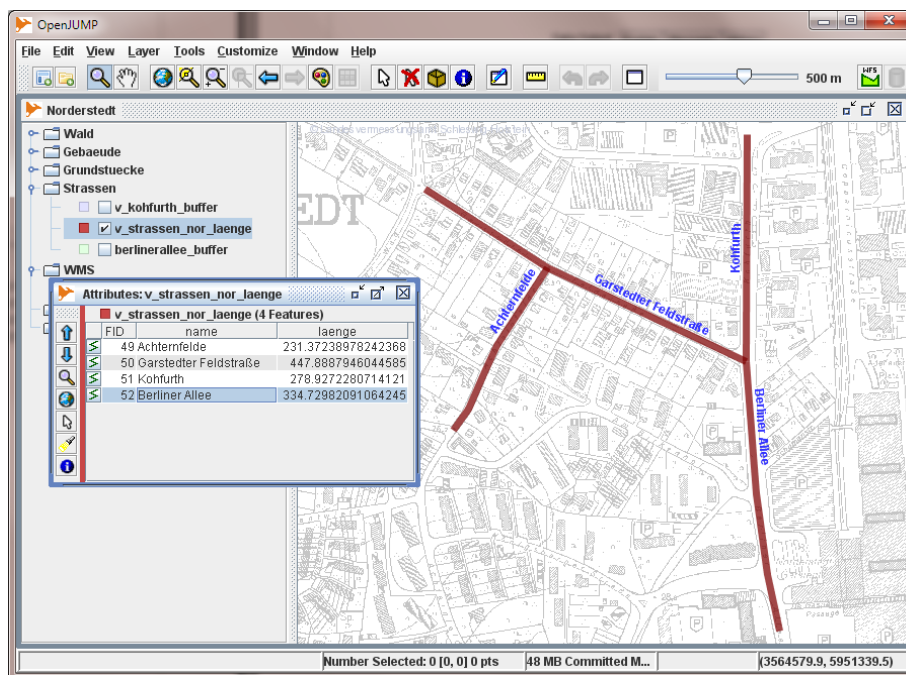 OpenJUMP
File Edit View Layer Tools Customize Window Help
500 m
WFS
Norderstedt
Wald
Gebaeude
Grundstuecke
Strassen
v_kohfurth_buffer
v_strassen_nor_laenge
berlinerallee_buffer
WMS
Attributes: v_strassen_nor_laenge
v_strassen_nor_laenge (4 Features)
FID name laenge
49 Achternfelde 231.37238978242368
50 Garstedter Feldstraße 447.8887946044585
51 Kohfurth 278.9272280714121
52 Berliner Allee 334.72982091064245
EDT
Kohfurth
Garstedter Feldstraße
Achternfelde
Berliner Allee
Passage
Number Selected: 0 [0, 0] 0 pts 48 MB Committed M... (3564579.9, 5951339.5)